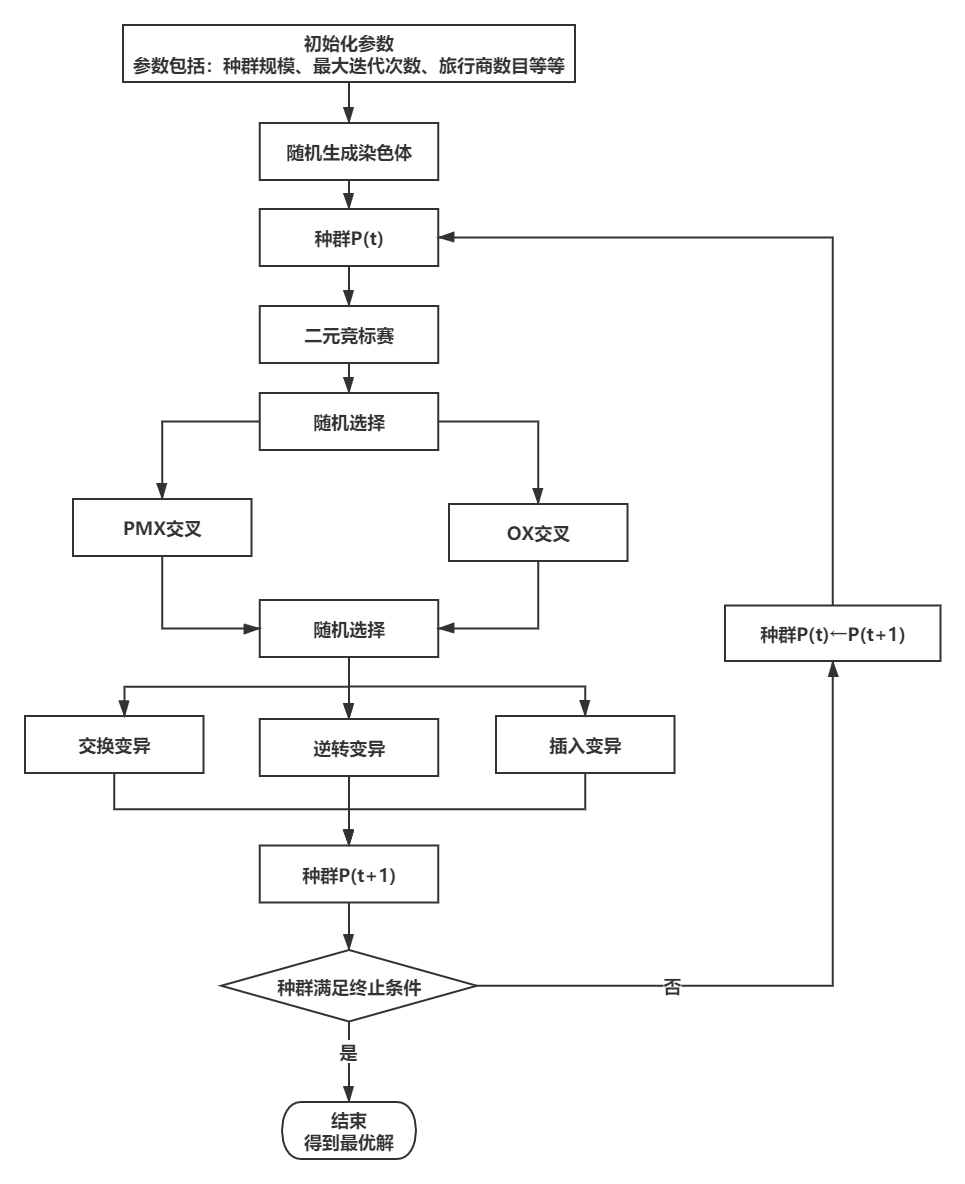 初始化参数
参数包括：种群规模、最大迭代次数、旅行商数目等等
随机生成染色体
种群P(t)
二元竞标赛
随机选择
PMX交叉
OX交叉
随机选择
种群P(t)←P(t+1)
交换变异
逆转变异
插入变异
种群P(t+1)
种群满足终止条件
否
是
结束
得到最优解